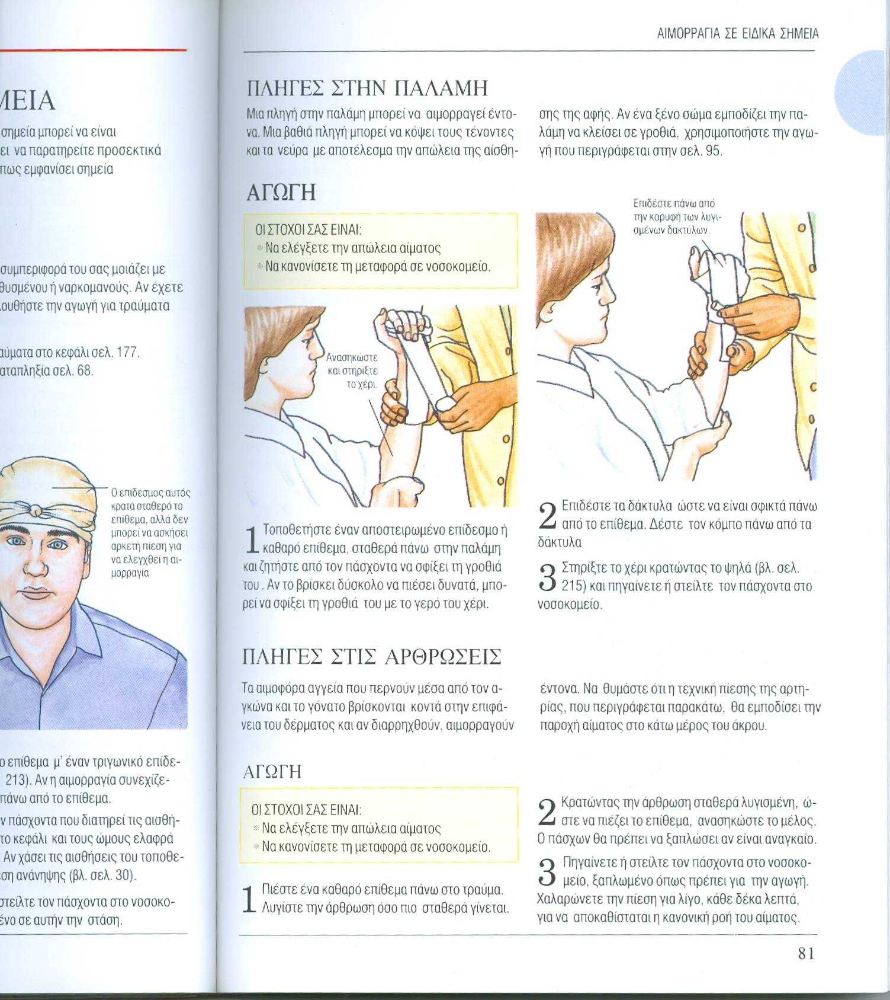 ΜΕΙΑ
σημεία μπορεί να είναι
ει να παρατηρείτε προσεκτικά
πως εμφανίσει σημεία
συμπεριφορά του σας μοιάζει με
θυσμένου ή ναρκομανούς. Αν έχετε
λουθήστε την αγωγή για τραύματα
αύματα στο κεφάλι σελ. 177.
αταπληξία σελ. 68.
Ο επίδεσμος αυτός
κρατά σταθερό το
επίθεμα, αλλά δεν
μπορεί να ασκήσει
αρκετή πίεση για
να ελεγχθεί η αι-
μορραγία.
ο επίθεμα μ' έναν τριγωνικό επίδε-
213). Αν η αιμορραγία συνεχίζε-
πάνω από το επίθεμα.
ν πάσχοντα που διατηρεί τις αισθή-
το κεφάλι και τους ώμους ελαφρά
Αν χάσει τις αισθήσεις του τοποθε-
ση ανάνηψης (βλ. σελ. 30).
στείλτε τον πάσχοντα στο νοσοκο-
ένο σε αυτήν την στάση.
ΑΙΜΟΡΡΑΓΙΑ ΣΕ ΕΙΔΙΚΑ ΣΗΜΕΙΑ
ΠΛΗΓΕΣ ΣΤΗΝ ΠΑΛΑΜΗ
Μια πληγή στην παλάμη μπορεί να αιμορραγεί έντο-
να. Μια βαθιά πληγή μπορεί να κόψει τους τένοντες
και τα νεύρα με αποτέλεσμα την απώλεια της αίσθη-
σης της αφής. Αν ένα ξένο σώμα εμποδίζει την πα-
λάμη να κλείσει σε γροθιά, χρησιμοποιήστε την αγω-
γή που περιγράφεται στην σελ. 95.
ΑΓΩΓΗ
ΟΙ ΣΤΟΧΟΙ ΣΑΣ ΕΙΝΑΙ:
• Να ελέγξετε την απώλεια αίματος
• Να κανονίσετε τη μεταφορά σε νοσοκομείο.
Ανασηκώστε
και στηρίξτε
το χέρι.
1 Τοποθετήστε έναν αποστειρωμένο επίδεσμο ή
καθαρό επίθεμα, σταθερά πάνω στην παλάμη
και ζητήστε από τον πάσχοντα να σφίξει τη γροθιά
του . Αν το βρίσκει δύσκολο να πιέσει δυνατά, μπο-
ρεί να σφίξει τη γροθιά του με το γερό του χέρι.
Επιδέστε πάνω από
την κορυφή των λυγι-
σμένων δακτύλων.
2 Επιδέστε τα δάκτυλα ώστε να είναι σφικτά πάνω
από το επίθεμα. Δέστε τον κόμπο πάνω από τα
δάκτυλα
3 Στηρίξτε το χέρι κρατώντας το ψηλά (βλ. σελ.
215) και πηγαίνετε ή στείλτε τον πάσχοντα στο
νοσοκομείο.
ΠΛΗΓΕΣ ΣΤΙΣ ΑΡΘΡΩΣΕΙΣ
Τα αιμοφόρα αγγεία που περνούν μέσα από τον α-
γκώνα και το γόνατο βρίσκονται κοντά στην επιφά-
νεια του δέρματος και αν διαρρηχθούν, αιμορραγούν
έντονα. Να θυμάστε ότι η τεχνική πίεσης της αρτη-
ρίας, που περιγράφεται παρακάτω, θα εμποδίσει την
παροχή αίματος στο κάτω μέρος του άκρου.
ΑΓΩΓΗ
ΟΙ ΣΤΟΧΟΙ ΣΑΣ ΕΙΝΑΙ:
• Να ελέγξετε την απώλεια αίματος
• Να κανονίσετε τη μεταφορά σε νοσοκομείο.
1 Πιέστε ένα καθαρό επίθεμα πάνω στο τραύμα.
Λυγίστε την άρθρωση όσο πιο σταθερά γίνεται.
2 Κρατώντας την άρθρωση σταθερά λυγισμένη, ώ-
στε να πιέζει το επίθεμα, ανασηκώστε το μέλος.
Ο πάσχων θα πρέπει να ξαπλώσει αν είναι αναγκαίο.
3 Πηγαίνετε ή στείλτε τον πάσχοντα στο νοσοκο-
μείο, ξαπλωμένο όπως πρέπει για την αγωγή.
Χαλαρώνετε την πίεση για λίγο, κάθε δέκα λεπτά,
για να αποκαθίσταται η κανονική ροή του αίματος.
81